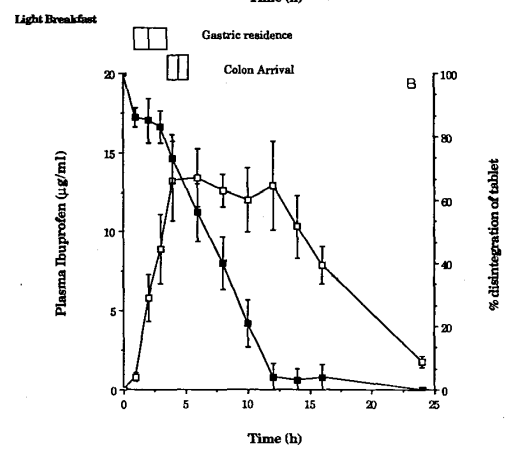 Time (h)
Light Breakfast
Gastric residence
Colon Arrival
B
20
15
10
5
0
Plasma Ibuprofen (µg/ml)
100
80
60
40
20
0
% disintegration of tablet
0 5 10 15 20 25
Time (h)